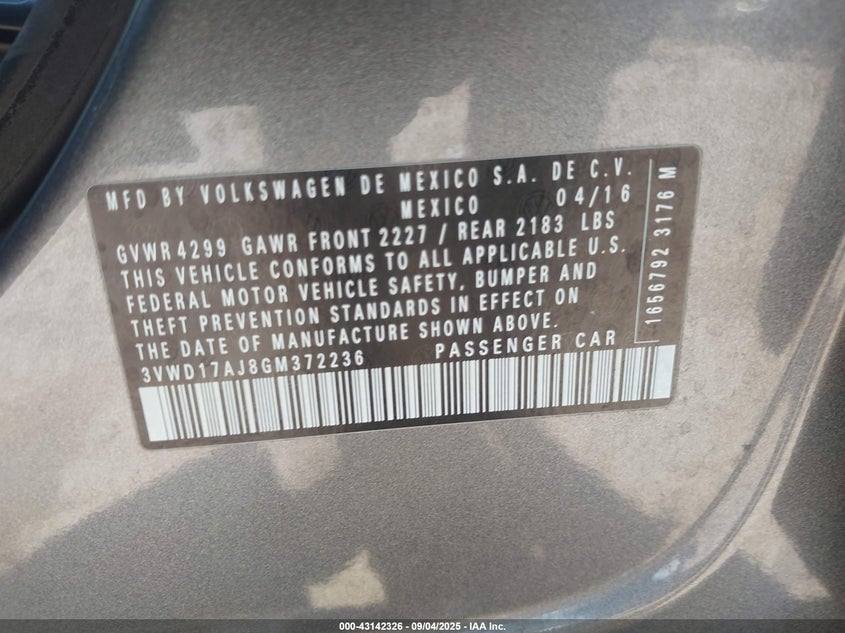 MFD BY VOLKSWAGEN DE MEXICO S.A. DE C.V.
MEXICO 04/16
GVWR 4299 GAWR FRONT 2227 / REAR 2183 LBS
THIS VEHICLE CONFORMS TO ALL APPLICABLE U.S.
FEDERAL MOTOR VEHICLE SAFETY, BUMPER AND
THEFT PREVENTION STANDARDS IN EFFECT ON
THE DATE OF MANUFACTURE SHOWN ABOVE.
3VWD17AJ8GM372236 PASSENGER CAR
1656792 3176 M
000-43142326 - 09/04/2025 - IAA Inc.